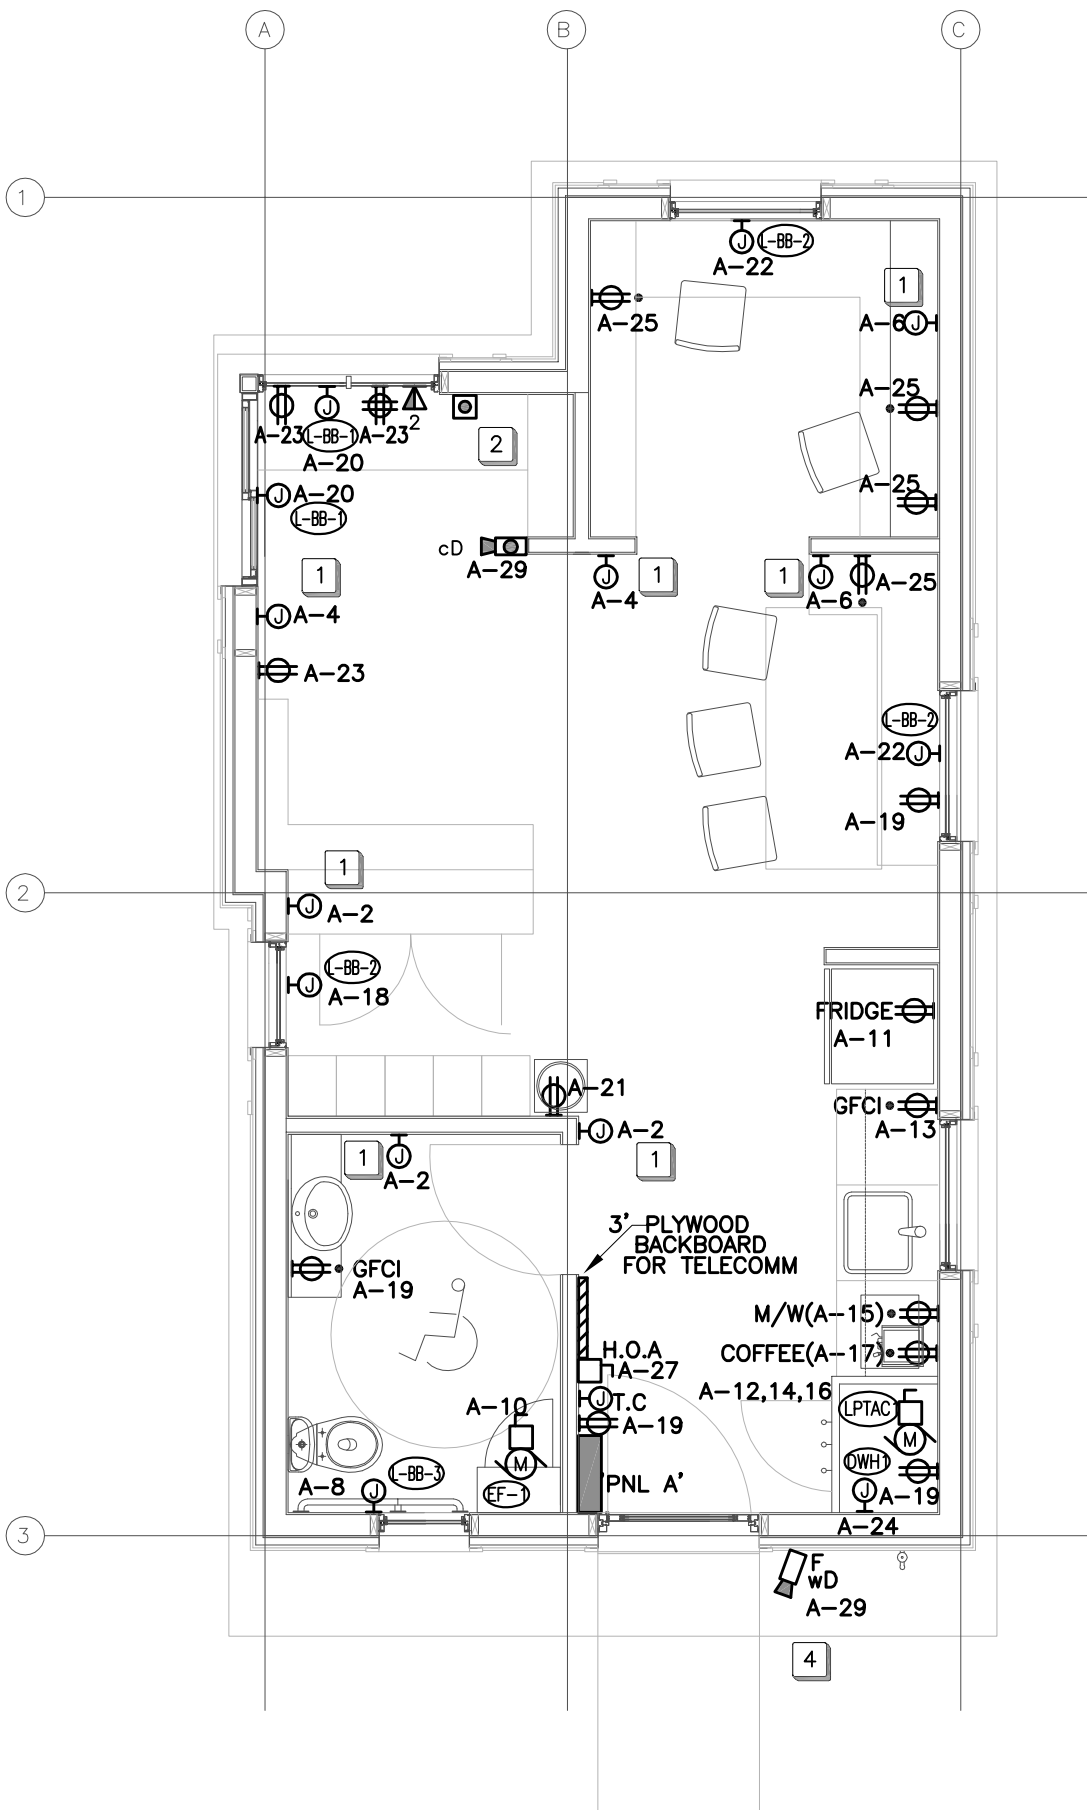 A
B
C
1
J
L-BB-2
A-22
1
A-25
A-6
J
A-25
J
2
A-23
L-BB-1
A-23
A-20
2
A-25
J
A-20
L-BB-1
cD
A-29
1
J
1
1
J
A-25
A-4
A-6
J
A-4
A-23
L-BB-2
A-22
J
A-19
1
2
J
A-2
L-BB-2
J
A-18
FRIDGE
A-11
A-21
GFCI
A-13
J
A-2
1
J
A-2
1
3' PLYWOOD
BACKBOARD
FOR TELECOMM
GFCI
A-19
M/W(A-15)
H.O.A
A-27
COFFEE(A-17)
A-12,14,16
J
T.C
A-10
LPTAC1
A-19
M
M
L-BB-3
DWH1
A-8
J
EF-1
'PNL A'
J
A-19
A-24
3
F
wD
A-29
4